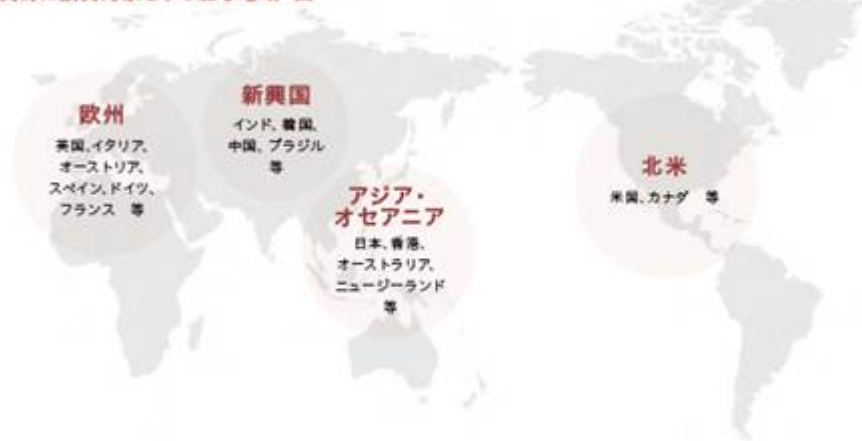 欧州
英国、イタリア、
オーストリア、
スペイン、ドイツ、
フランス 等
新興国
インド、韓国、
中国、ブラジル
等
アジア・
オセアニア
日本、香港、
オーストラリア、
ニュージーランド
等
北米
米国、カナダ 等